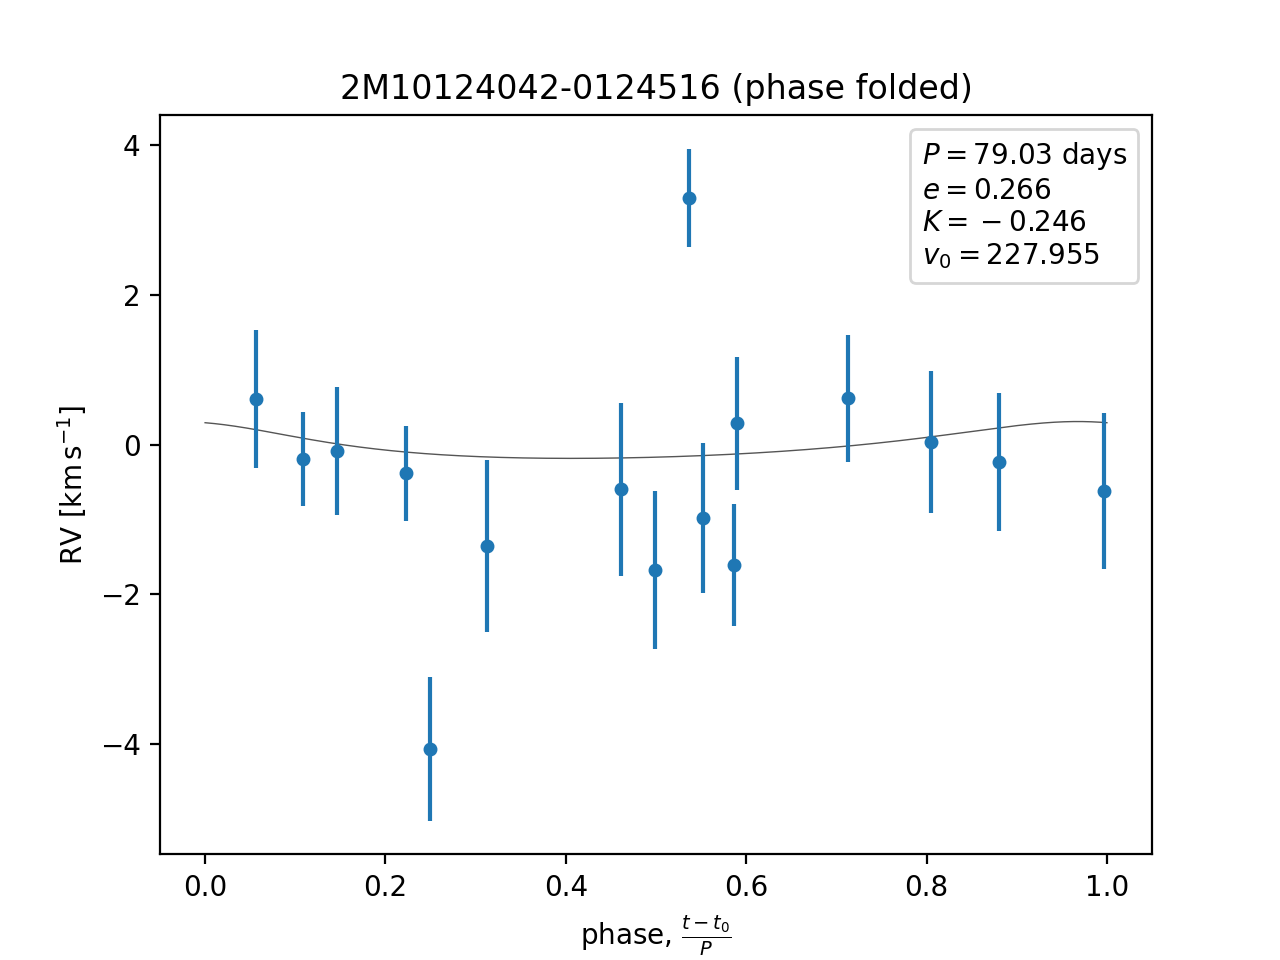 2M10124042-0124516 (phase folded)
P = 79.03 days
e = 0.266
K = −0.246
v₀ = 227.955
4
2
0
−2
−4
RV [km s⁻¹]
0.0 0.2 0.4 0.6 0.8 1.0
phase, (t − t₀)/P